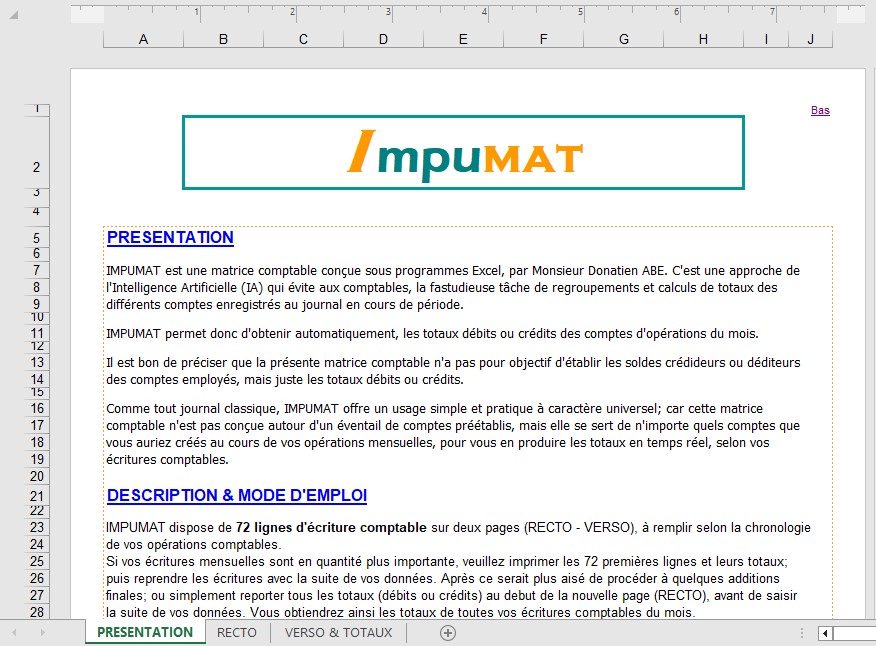 1 2 3 4 5 6 7
A B C D E F G H I J
1 Bas
2 ImpuMAT
3
4
5 PRESENTATION
6
7 IMPUMAT est une matrice comptable conçue sous programmes Excel, par Monsieur Donatien ABE. C'est une approche de
8 l'Intelligence Artificielle (IA) qui évite aux comptables, la fastudieuse tâche de regroupements et calculs de totaux des
9 différents comptes enregistrés au journal en cours de période.
10
11 IMPUMAT permet donc d'obtenir automatiquement, les totaux débits ou crédits des comptes d'opérations du mois.
12
13 Il est bon de préciser que la présente matrice comptable n'a pas pour objectif d'établir les soldes crédideurs ou déditeurs
14 des comptes employés, mais juste les totaux débits ou crédits.
15
16 Comme tout journal classique, IMPUMAT offre un usage simple et pratique à caractère universel; car cette matrice
17 comptable n'est pas conçue autour d'un éventail de comptes préétablis, mais elle se sert de n'importe quels comptes que
18 vous auriez créés au cours de vos opérations mensuelles, pour vous en produire les totaux en temps réel, selon vos
19 écritures comptables.
20
21 DESCRIPTION & MODE D'EMPLOI
22
23 IMPUMAT dispose de 72 lignes d'écriture comptable sur deux pages (RECTO - VERSO), à remplir selon la chronologie
24 de vos opérations comptables.
25 Si vos écritures mensuelles sont en quantité plus importante, veuillez imprimer les 72 premières lignes et leurs totaux;
26 puis reprendre les écritures avec la suite de vos données. Après ce serait plus aisé de procéder à quelques additions
27 finales; ou simplement reporter tous les totaux (débits ou crédits) au debut de la nouvelle page (RECTO), avant de saisir
28 la suite de vos données. Vous obtiendrez ainsi les totaux de toutes vos écritures comptables du mois.
PRESENTATION RECTO VERSO & TOTAUX